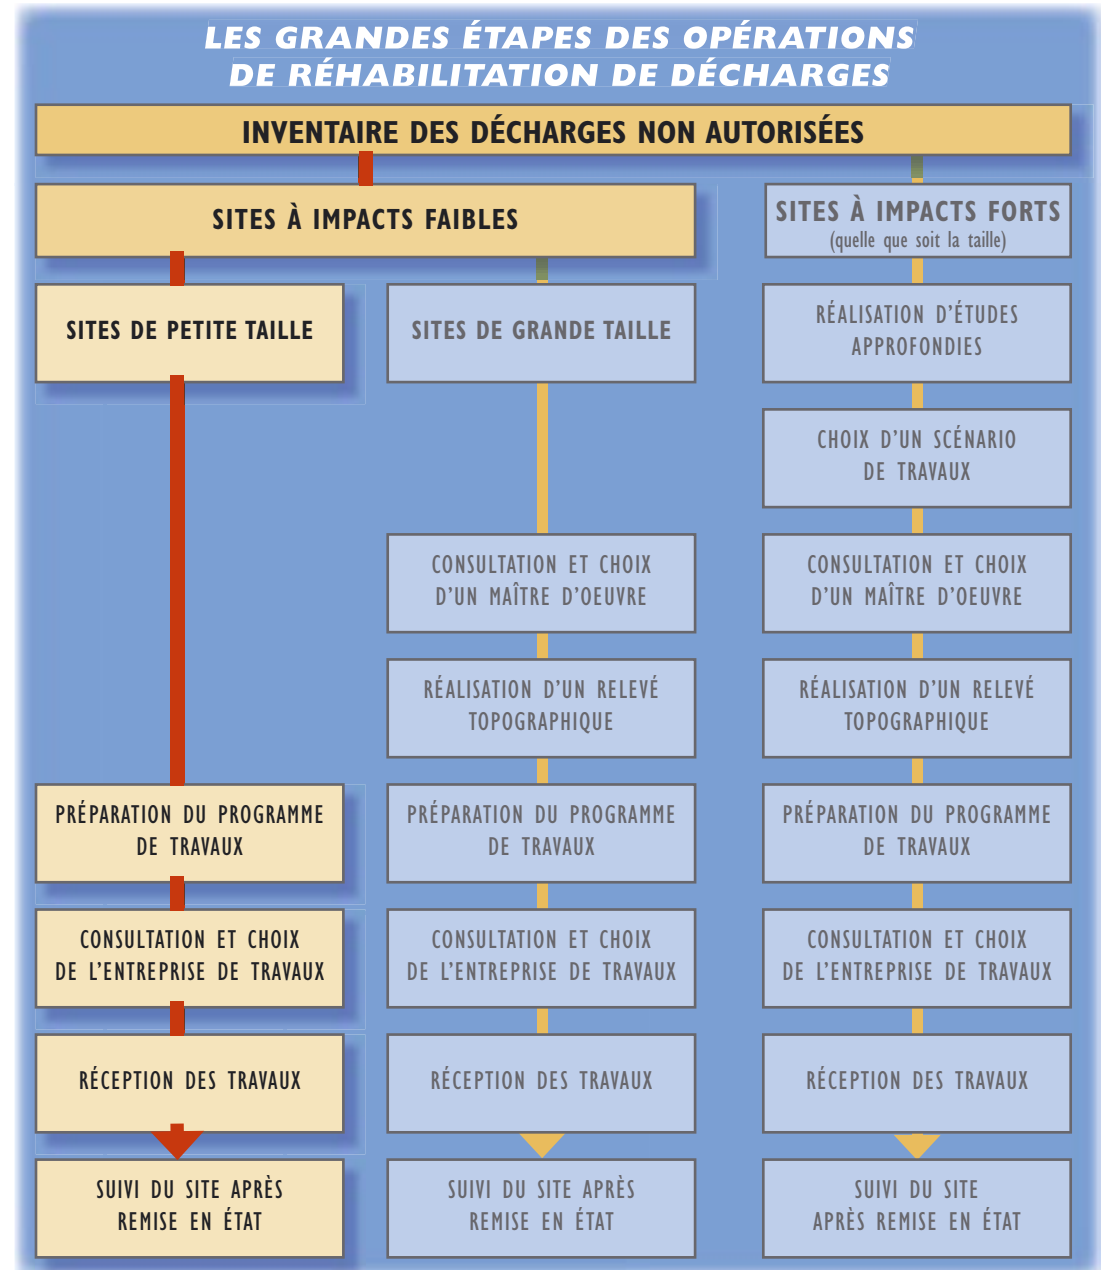 LES GRANDES ÉTAPES DES OPÉRATIONS
DE RÉHABILITATION DE DÉCHARGES
INVENTAIRE DES DÉCHARGES NON AUTORISÉES
SITES À IMPACTS FAIBLES
SITES À IMPACTS FORTS
(quelle que soit la taille)
SITES DE PETITE TAILLE
SITES DE GRANDE TAILLE
RÉALISATION D'ÉTUDES
APPROFONDIES
CHOIX D'UN SCÉNARIO
DE TRAVAUX
CONSULTATION ET CHOIX
D'UN MAÎTRE D'OEUVRE
CONSULTATION ET CHOIX
D'UN MAÎTRE D'OEUVRE
RÉALISATION D'UN RELEVÉ
TOPOGRAPHIQUE
RÉALISATION D'UN RELEVÉ
TOPOGRAPHIQUE
PRÉPARATION DU PROGRAMME
DE TRAVAUX
PRÉPARATION DU PROGRAMME
DE TRAVAUX
PRÉPARATION DU PROGRAMME
DE TRAVAUX
CONSULTATION ET CHOIX
DE L'ENTREPRISE DE TRAVAUX
CONSULTATION ET CHOIX
DE L'ENTREPRISE DE TRAVAUX
CONSULTATION ET CHOIX
DE L'ENTREPRISE DE TRAVAUX
RÉCEPTION DES TRAVAUX
RÉCEPTION DES TRAVAUX
RÉCEPTION DES TRAVAUX
SUIVI DU SITE APRÈS
REMISE EN ÉTAT
SUIVI DU SITE APRÈS
REMISE EN ÉTAT
SUIVI DU SITE
APRÈS REMISE EN ÉTAT